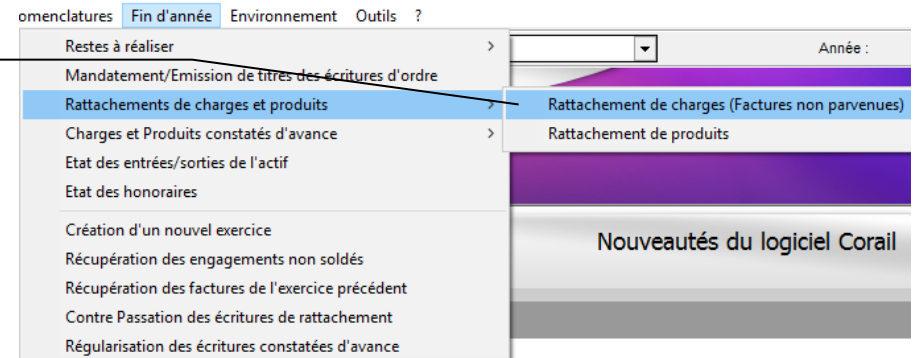 omenclatures Fin d'année Environnement Outils ?
Restes à réaliser
Année :
Mandatement/Emission de titres des écritures d'ordre
Rattachements de charges et produits
Rattachement de charges (Factures non parvenues)
Charges et Produits constatés d'avance
Rattachement de produits
Etat des entrées/sorties de l'actif
Etat des honoraires
Création d'un nouvel exercice
Nouveautés du logiciel Corail
Récupération des engagements non soldés
Récupération des factures de l'exercice précédent
Contre Passation des écritures de rattachement
Régularisation des écritures constatées d'avance